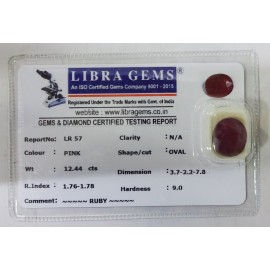 LIBRA GEMS
An ISO Certified Gems Company 9001 - 2015
Registered Under the Trade Marks with Govt. of India
website : www.libragems.co.in
GEMS & DIAMOND CERTIFIED TESTING REPORT
ReportNo: LR 57 Clarity : N/A
Colour : PINK Shape/cut : OVAL
Wt : 12.44 cts Dimension : 3.7-2.2-7.8
R.Index : 1.76-1.78 Hardness : 9.0
Comment : ~~~~~ RUBY ~~~~~